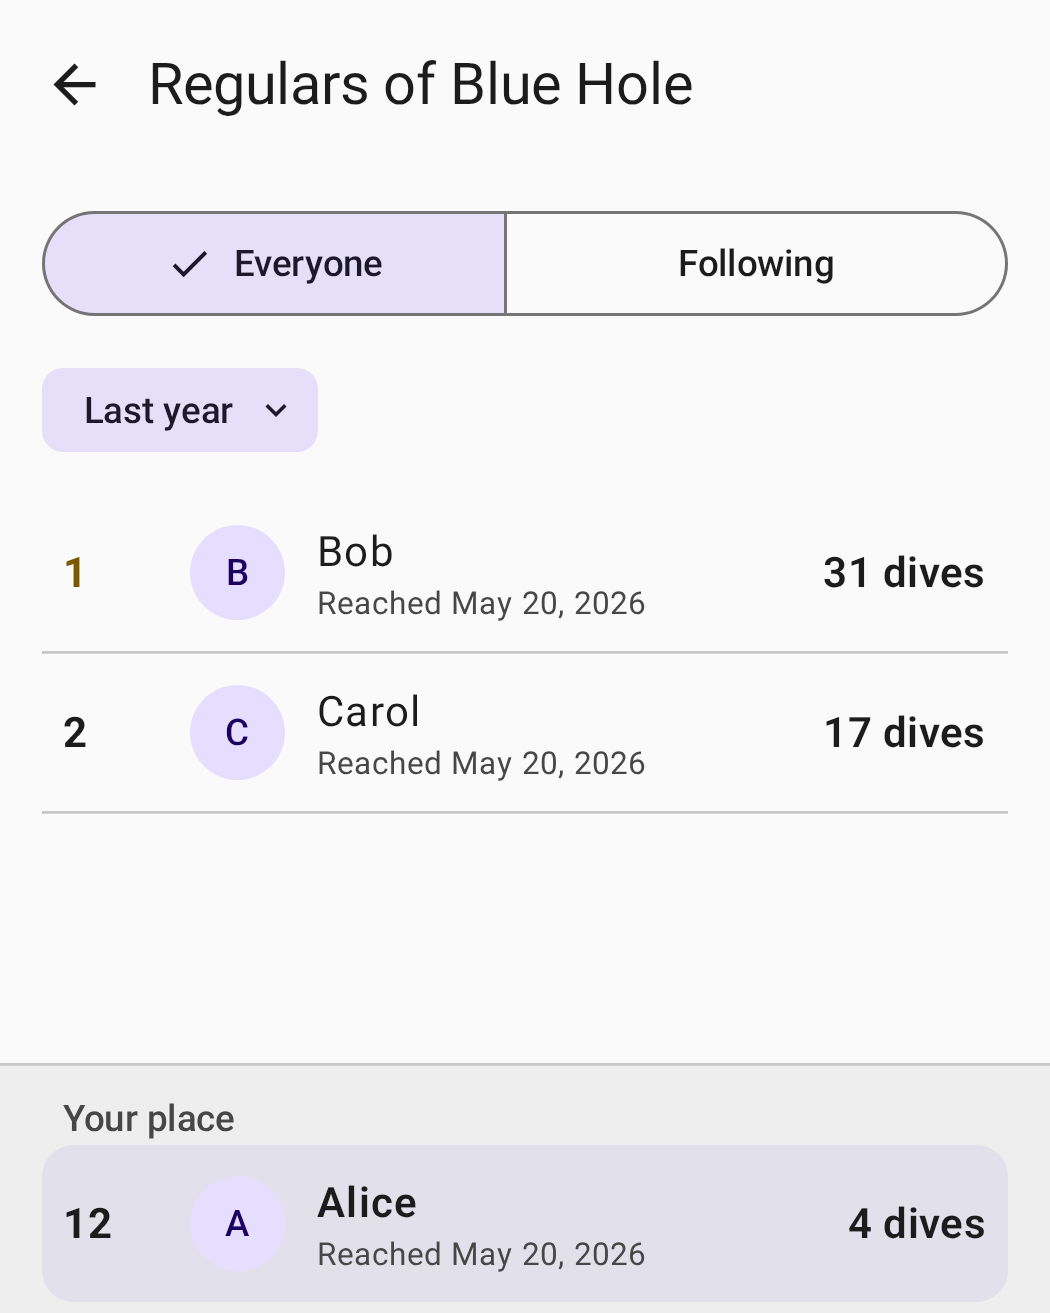 Regulars of Blue Hole
Everyone
Following
Last year
1
B
Bob
Reached May 20, 2026
31 dives
2
C
Carol
Reached May 20, 2026
17 dives
Your place
12
A
Alice
Reached May 20, 2026
4 dives